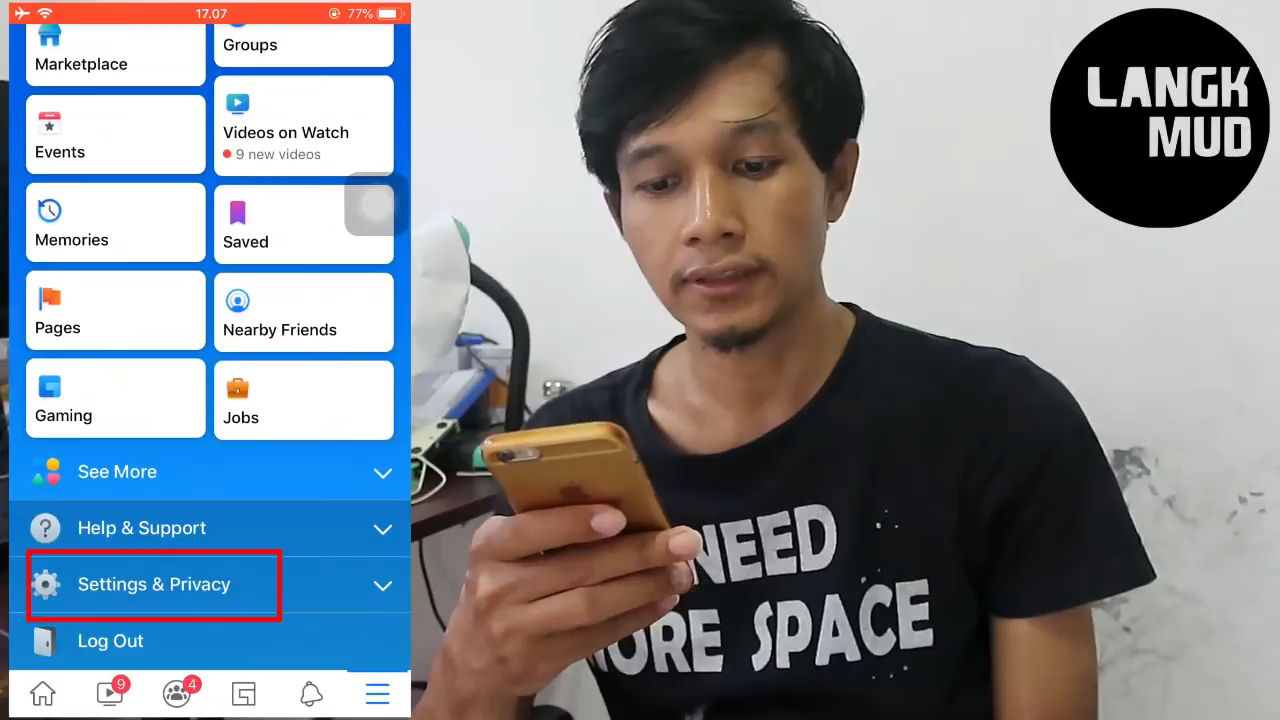 17.07
77%
Marketplace
Groups
Events
Videos on Watch
9 new videos
Memories
Saved
Pages
Nearby Friends
Gaming
Jobs
See More
Help & Support
Settings & Privacy
Log Out
9
4
LANGK
MUD
NEED
MORE SPACE